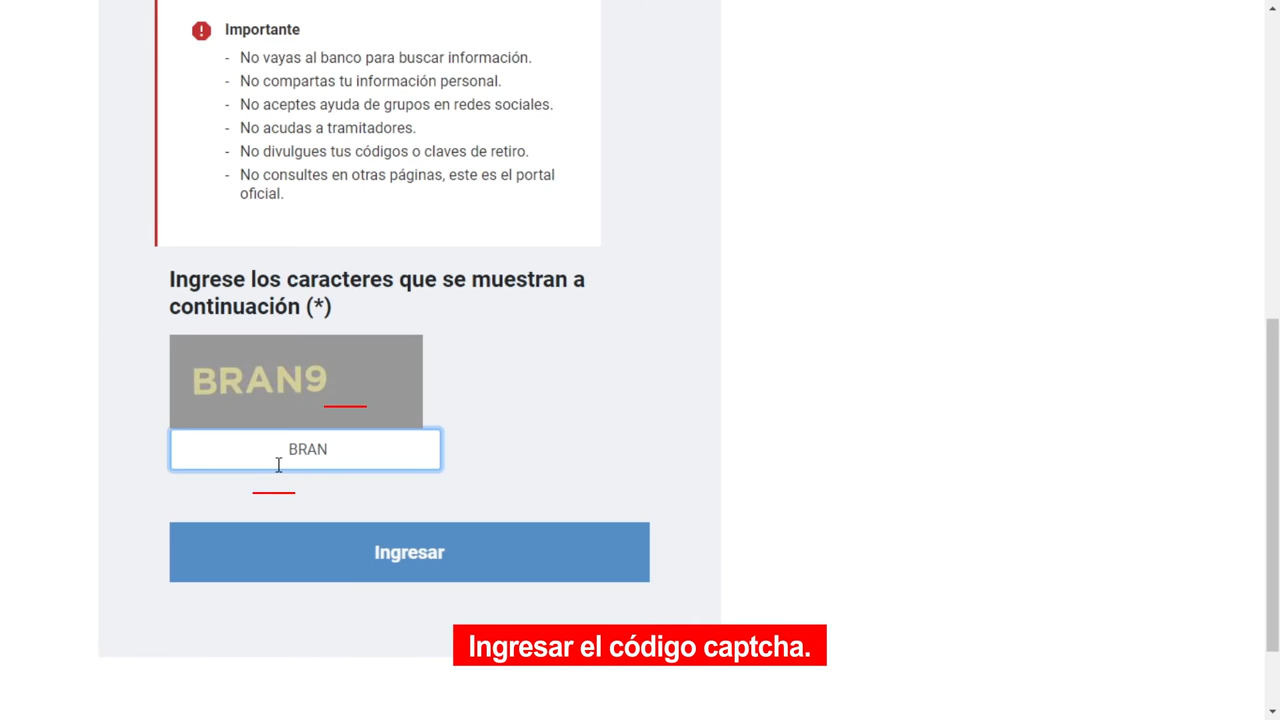 Importante
- No vayas al banco para buscar información.
- No compartas tu información personal.
- No aceptes ayuda de grupos en redes sociales.
- No acudas a tramitadores.
- No divulgues tus códigos o claves de retiro.
- No consultes en otras páginas, este es el portal
oficial.
Ingrese los caracteres que se muestran a
continuación (*)
BRAN9
BRAN
Ingresar
Ingresar el código captcha.